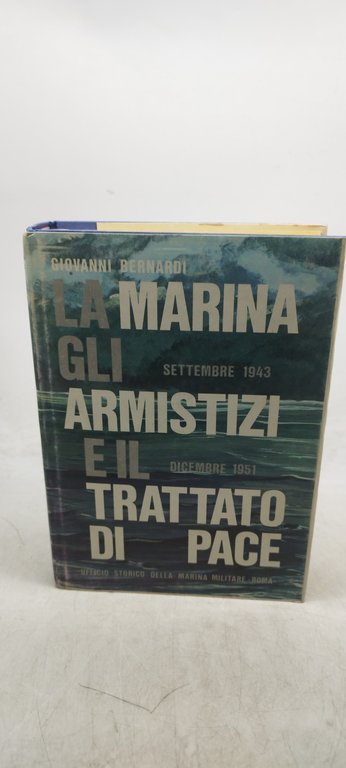 GIOVANNI BERNARDI
LA MARINA
GLI SETTEMBRE 1943
ARMISTIZI
E IL DICEMBRE 1951
TRATTATO
DI PACE
UFFICIO STORICO DELLA MARINA MILITARE ROMA